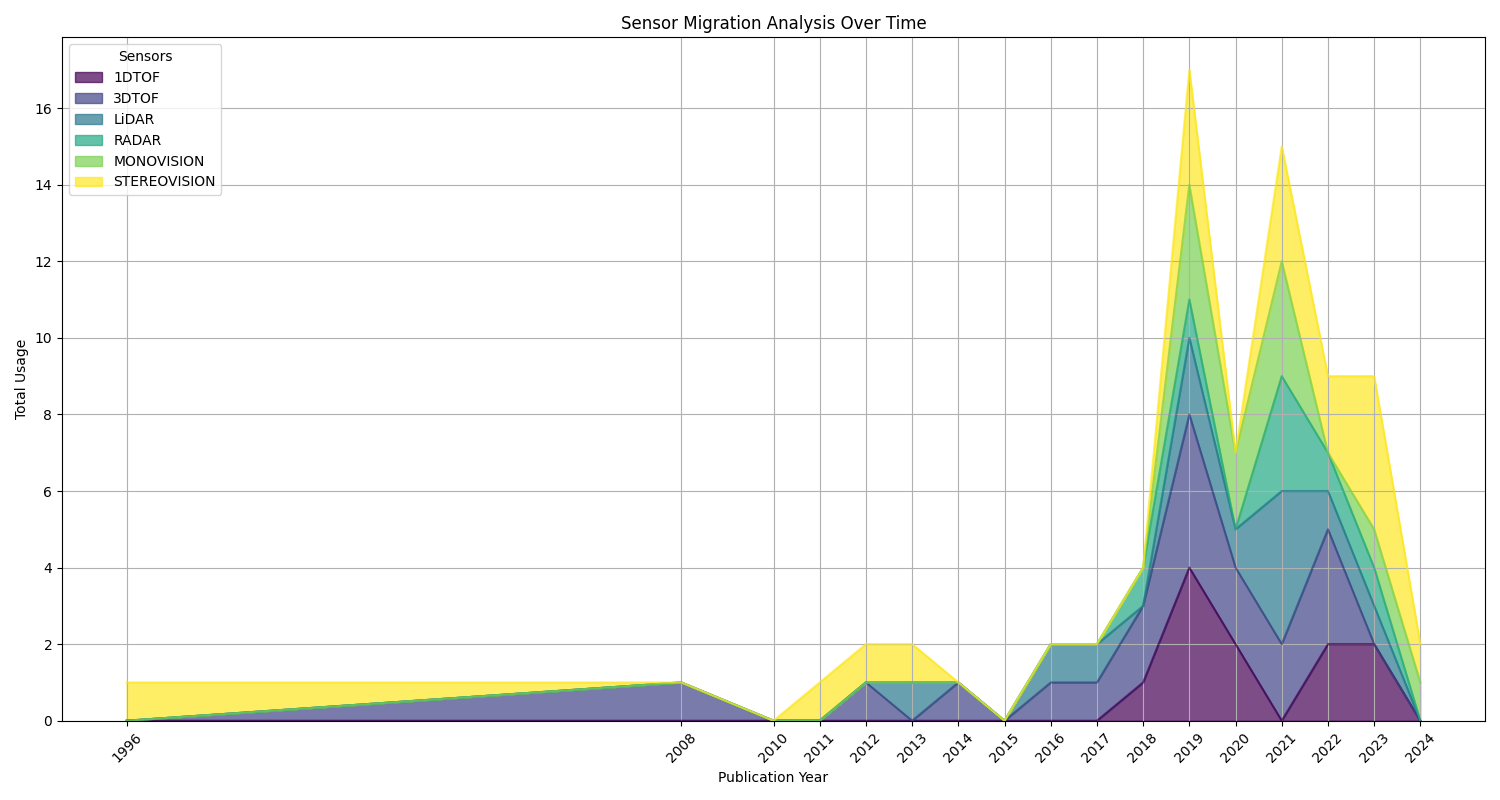 Sensor Migration Analysis Over Time
Sensors
1DTOF
3DTOF
LiDAR
RADAR
MONOVISION
STEREOVISION
Total Usage
16
14
12
10
8
6
4
2
0
1996
2008
2010
2011
2012
2013
2014
2015
2016
2017
2018
2019
2020
2021
2022
2023
2024
Publication Year